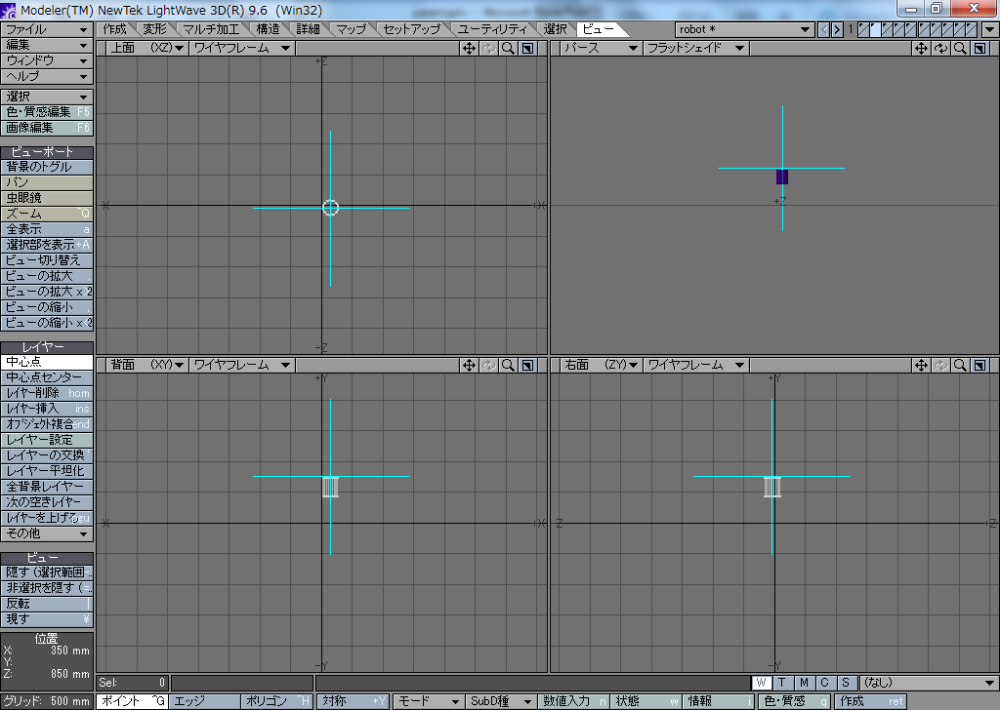 Modeler(TM) NewTek LightWave 3D(R) 9.6 (Win32)
ファイル
作成 変形 マルチ加工 構造 詳細 マップ セットアップ ユーティリティ 選択 ビュー
robot * < > 1
編集
ウィンドウ
ヘルプ
上面 (XZ) ワイヤフレーム
パース フラットシェイド
選択
色・質感編集 F5
画像編集 F6
ビューポート
背景のトグル
パン
虫眼鏡
ズーム ^Q
全表示 a
選択部を表示 +A
ビュー切り替え
ビューの拡大 .
ビューの拡大 x 2
ビューの縮小 ,
ビューの縮小 x 2
レイヤー
中心点
中心点センター
レイヤー削除 hom
レイヤー挿入 ins
オブジェクト複合 end
レイヤー設定
レイヤーの交換 '
レイヤー平坦化
全背景レイヤー
次の空きレイヤー
レイヤーを上げる pgu
その他
ビュー
隠す (選択範囲 -
非選択を隠す (=
反転 |
現す ¥
+Z
-X
+X
-Z
+Z
背面 (XY) ワイヤフレーム
右面 (ZY) ワイヤフレーム
+Y
-X
+X
-Y
+Y
-Z
+Z
-Y
位置
X: 350 mm
Y:
Z: 850 mm
グリッド: 500 mm
Sel: 0
W T M C S (なし)
ポイント ^G エッジ ポリゴン ^H 対称 +Y モード SubD種 数値入力 n 状態 w 情報 i 色・質感 q 作成 ret